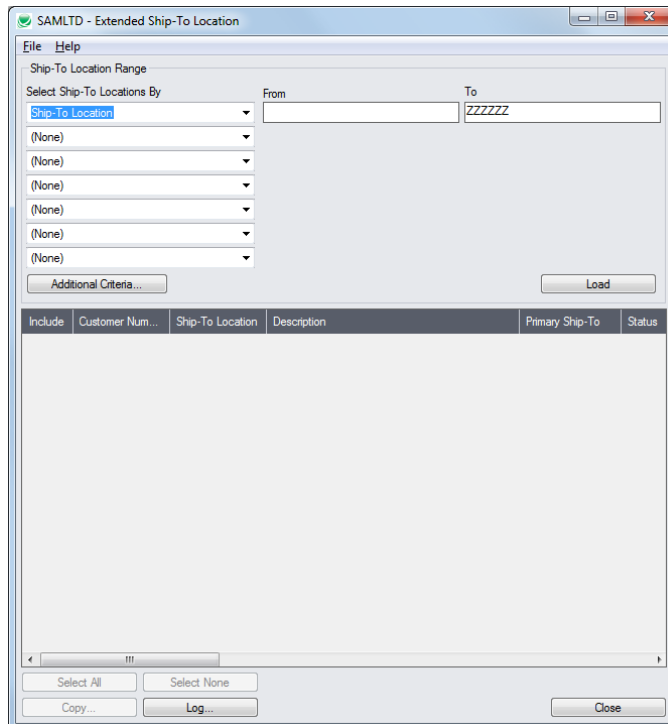 SAMLTD - Extended Ship-To Location
File Help
Ship-To Location Range
Select Ship-To Locations By From To
Ship-To Location ZZZZZZ
(None)
(None)
(None)
(None)
(None)
(None)
Additional Criteria... Load
Include Customer Num... Ship-To Location Description Primary Ship-To Status
Select All Select None
Copy... Log... Close